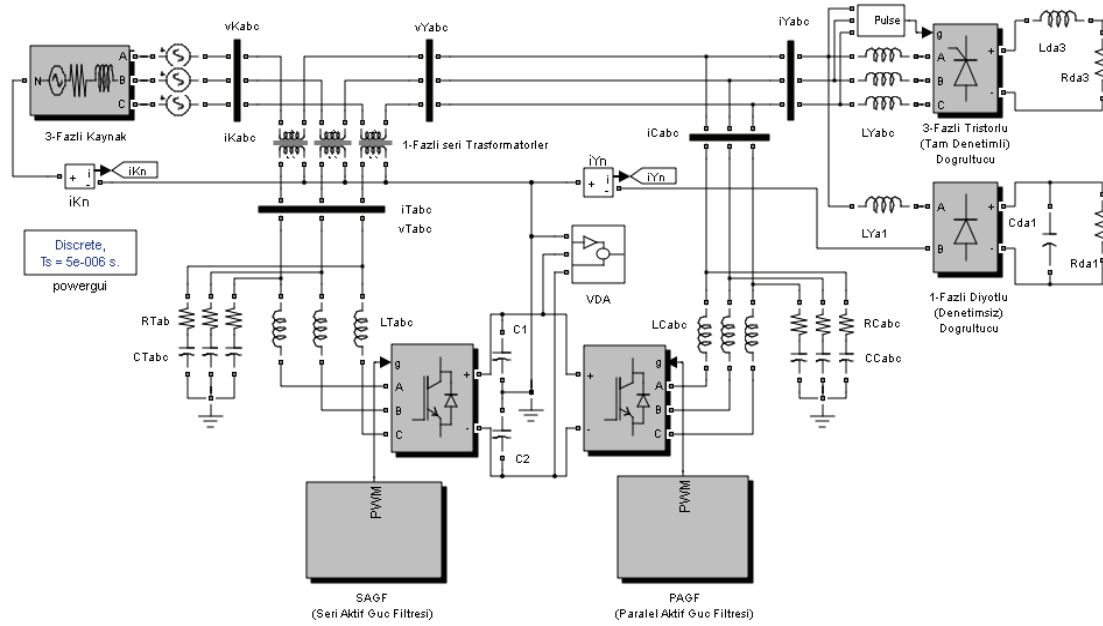 vKabc
vYabc
iYabc
Pulse
g
A
B
C
+
-
Lda3
Rda3
N
A
B
C
3-Fazli Kaynak
iKabc
1-Fazli seri Trasformatorler
iCabc
LYabc
3-Fazli Tristorlu
(Tam Denetimli)
Dogrultucu
+
-
i
iKn
iKn
iYn
+
-
i
iYn
iTabc
vTabc
LYa1
A
B
+
-
Cda1
Rda1
Discrete,
Ts = 5e-006 s.
powergui
VDA
1-Fazli Diyotlu
(Denetimsiz)
Dogrultucu
RTab
CTabc
LTabc
C1
LCabc
RCabc
CCabc
g
A
B
C
+
-
+
-
g
A
B
C
C2
PWM
PWM
SAGF
(Seri Aktif Guc Filtresi)
PAGF
(Paralel Aktif Guc Filtresi)